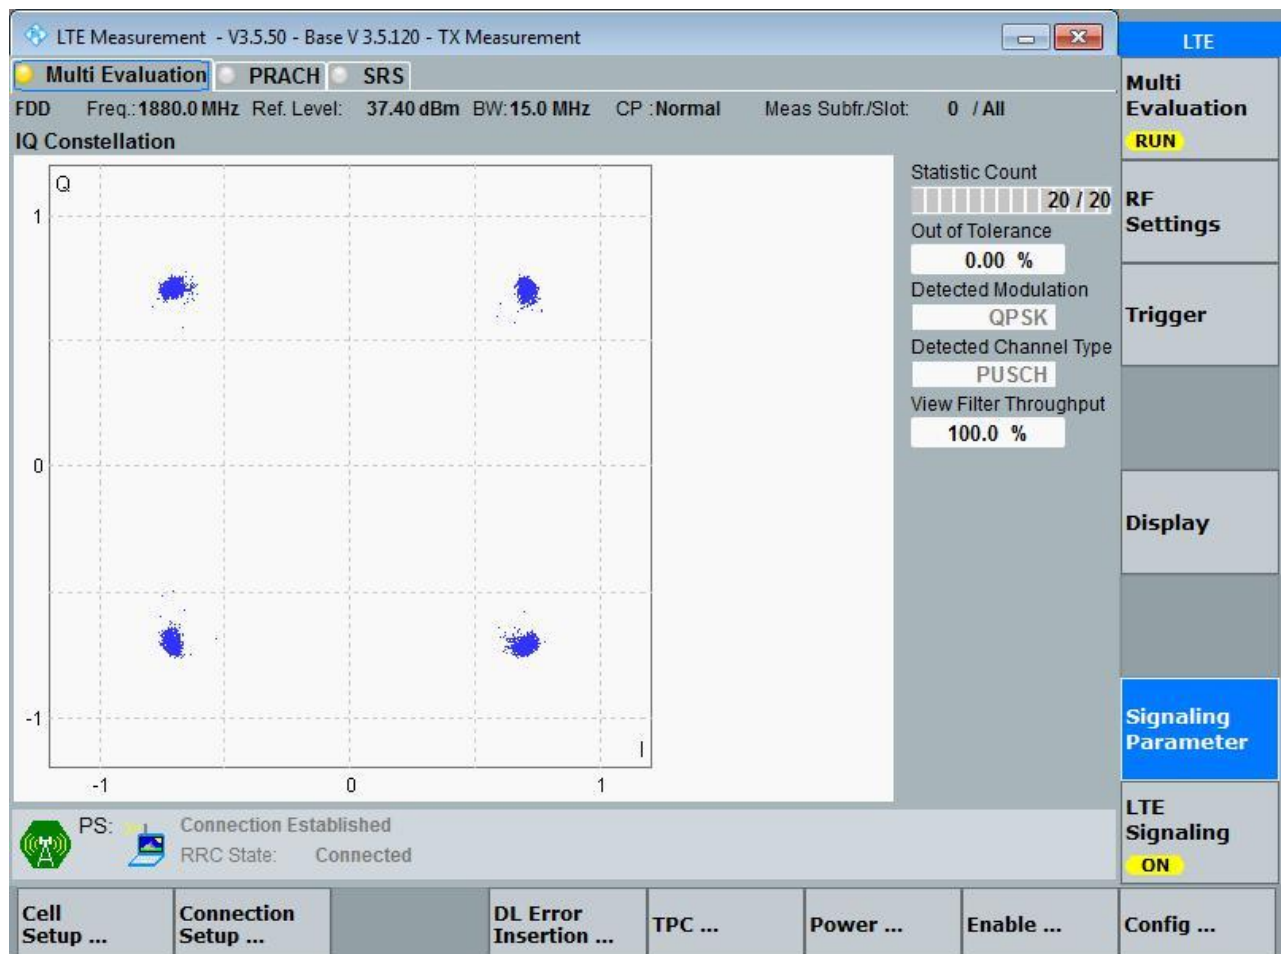 LTE Measurement - V3.5.50 - Base V 3.5.120 - TX Measurement
LTE
Multi Evaluation PRACH SRS
FDD Freq.: 1880.0 MHz Ref. Level: 37.40 dBm BW: 15.0 MHz CP : Normal Meas Subfr./Slot: 0 / All
IQ Constellation
Q
1
0
-1
I
-1 0 1
Statistic Count
20 / 20
Out of Tolerance
0.00 %
Detected Modulation
QPSK
Detected Channel Type
PUSCH
View Filter Throughput
100.0 %
Multi
Evaluation
RUN
RF
Settings
Trigger
Display
Signaling
Parameter
LTE
Signaling
ON
PS: Connection Established
RRC State: Connected
Cell
Setup ...
Connection
Setup ...
DL Error
Insertion ...
TPC ...
Power ...
Enable ...
Config ...